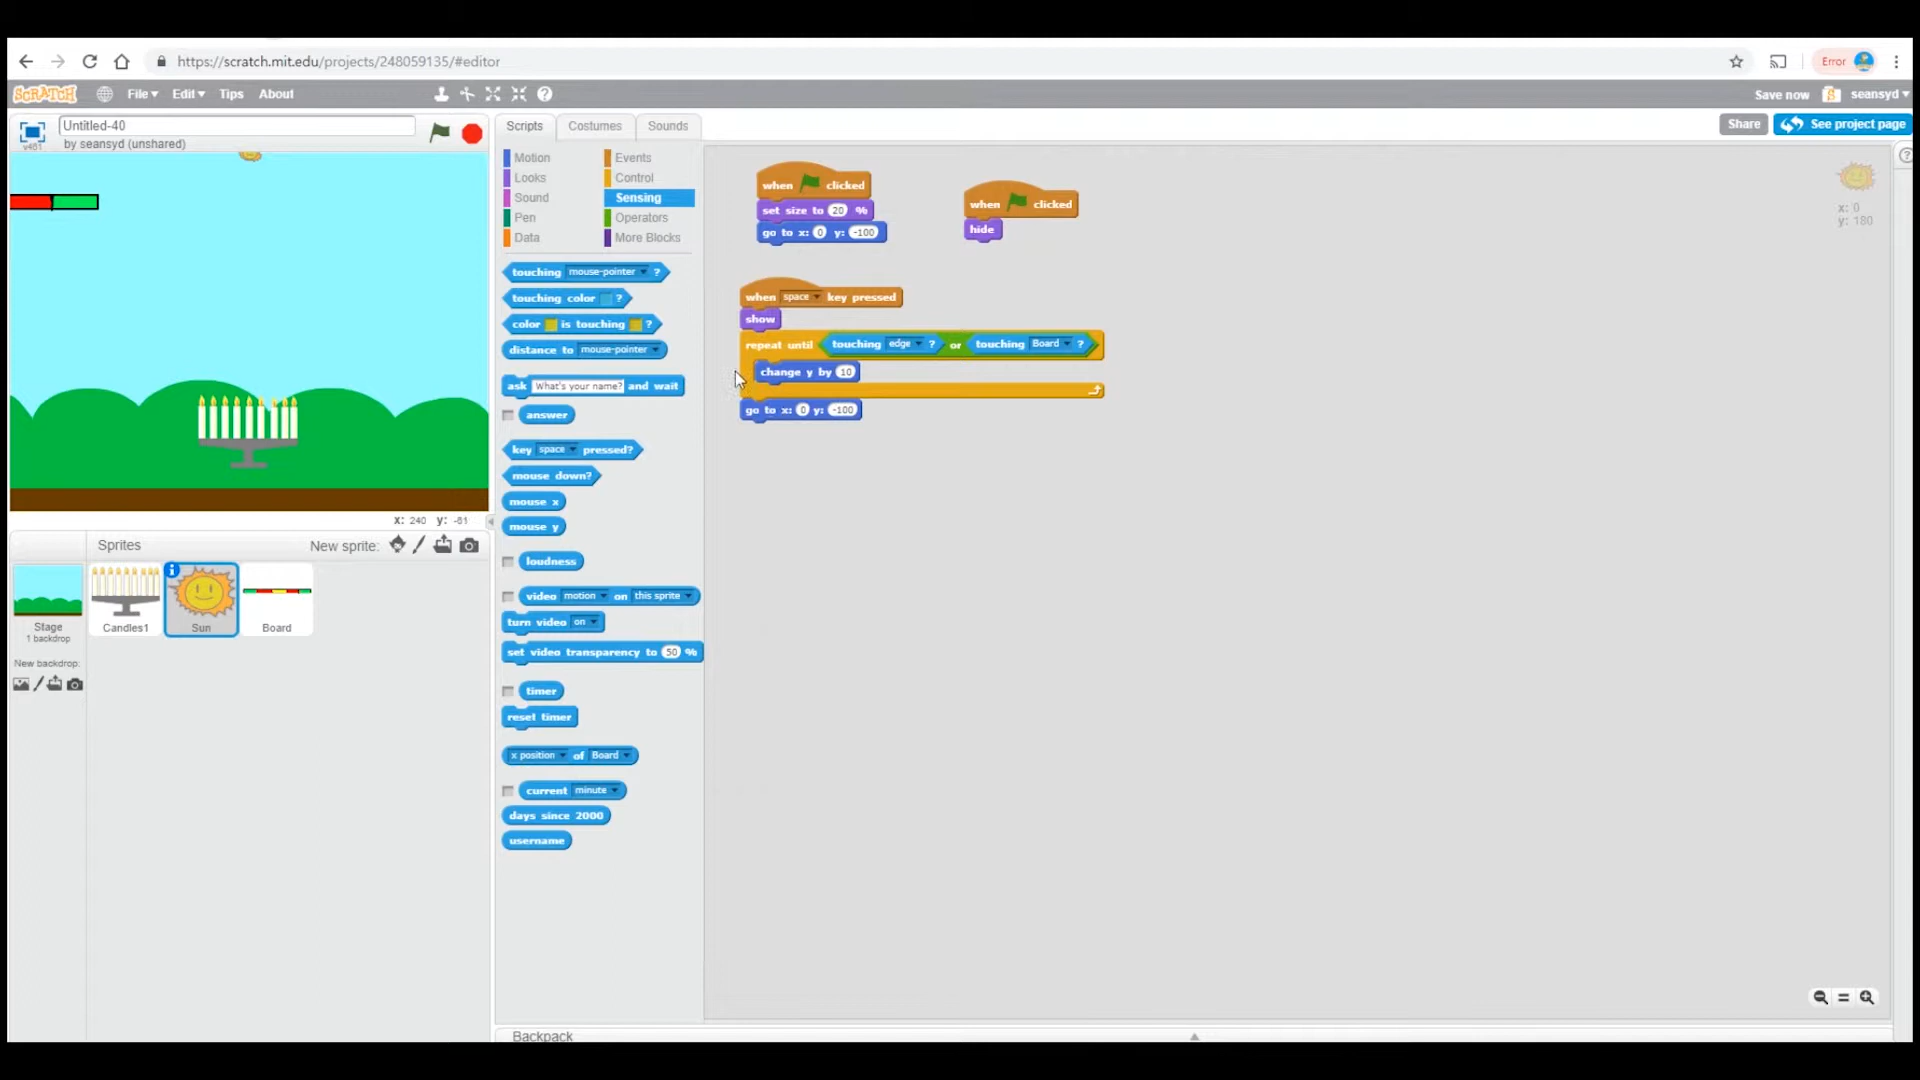 https://scratch.mit.edu/projects/248059135/#editor
Error
SCRATCH
File
Edit
Tips
About
Save now
seansyd
Untitled-40
by seansyd (unshared)
v461
Scripts
Costumes
Sounds
Share
See project page
Motion
Events
Looks
Control
Sound
Sensing
Pen
Operators
Data
More Blocks
touching mouse-pointer ?
touching color ?
color is touching ?
distance to mouse-pointer
ask What's your name? and wait
answer
key space pressed?
mouse down?
mouse x
mouse y
loudness
video motion on this sprite
turn video on
set video transparency to 50 %
timer
reset timer
x position of Board
current minute
days since 2000
username
when clicked
set size to 20 %
go to x: 0 y: -100
when clicked
hide
when space key pressed
show
repeat until touching edge ? or touching Board ?
change y by 10
go to x: 0 y: -100
x: 0
y: 180
x: 240 y: -61
Sprites
New sprite:
Stage
1 backdrop
New backdrop:
Candles1
Sun
Board
Backpack